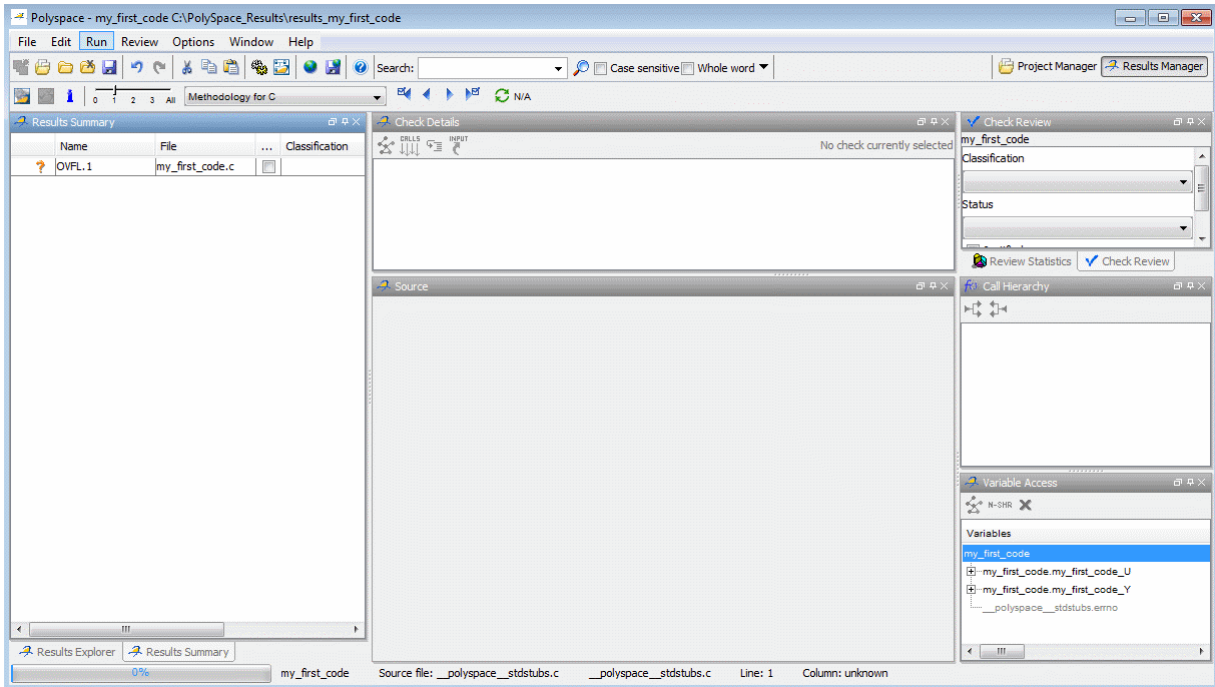 Polyspace - my_first_code C:\PolySpace_Results\results_my_first_code
File Edit Run Review Options Window Help
Search: Case sensitive Whole word Project Manager Results Manager
0 1 2 3 All Methodology for C N/A
Results Summary
Name File ... Classification
? OVFL.1 my_first_code.c
Results Explorer Results Summary
Check Details
CALLS INPUT No check currently selected
Source
Check Review
my_first_code
Classification
Status
Review Statistics Check Review
f(x) Call Hierarchy
Variable Access
N-SHR
Variables
my_first_code
my_first_code.my_first_code_U
my_first_code.my_first_code_Y
__polyspace__stdstubs.errno
0% my_first_code Source file: __polyspace__stdstubs.c __polyspace__stdstubs.c Line: 1 Column: unknown